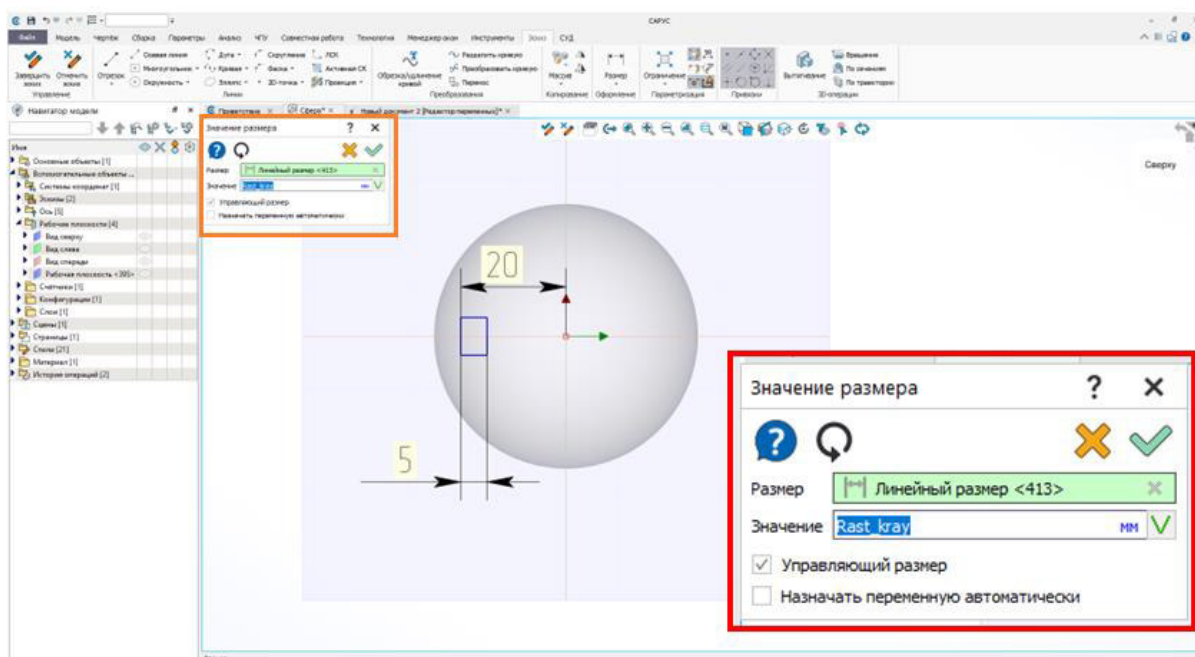 САРУС
Файл Модель Чертёж Сборка Параметры Анализ ЧПУ Совместная работа Технология Менеджер окон Инструменты Эскиз СУД
Осевая линия Дуга Скругление ЛСК Разделить кривую Вращение
Завершить эскиз Отменить эскиз Отрезок Многоугольник Кривая Фаска Активная СК Обрезка/удлинение кривой Преобразовать кривую Массив Размер Ограничение Вытягивание По сечениям
Окружность Эллипс 3D-точка Проекция Перенос По траектории
Управление Линии Преобразования Копирование Оформление Параметризация Привязки 3D-операции
Навигатор модели
Приветствие Сфера* Новый документ 2 [Редактор переменных]*
Имя
Основные объекты [1]
Вспомогательные объекты ...
Системы координат [1]
Эскизы [2]
Ось [5]
Рабочие плоскости [4]
Вид сверху
Вид слева
Вид спереди
Рабочая плоскость <395>
Счётчики [1]
Конфигурации [1]
Слои [1]
Сцены [1]
Страницы [1]
Стили [21]
Материал [1]
История операций [2]
Значение размера ? ×
?
Размер Линейный размер <413>
Значение Rast_kray мм
Управляющий размер
Назначать переменную автоматически
Сверху
20
5
Значение размера ? ×
?
Размер Линейный размер <413>
Значение Rast_kray мм
Управляющий размер
Назначать переменную автоматически